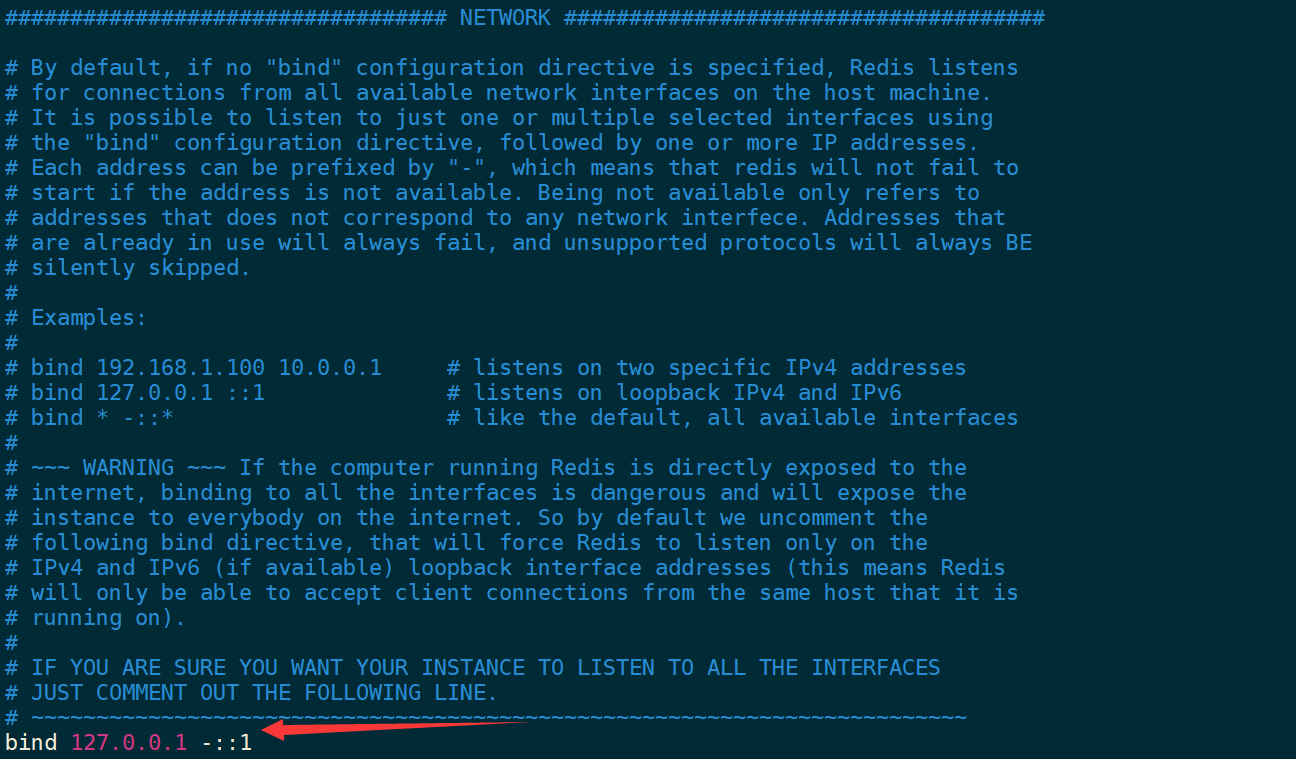 ################################## NETWORK #####################################
# By default, if no "bind" configuration directive is specified, Redis listens
# for connections from all available network interfaces on the host machine.
# It is possible to listen to just one or multiple selected interfaces using
# the "bind" configuration directive, followed by one or more IP addresses.
# Each address can be prefixed by "-", which means that redis will not fail to
# start if the address is not available. Being not available only refers to
# addresses that does not correspond to any network interfece. Addresses that
# are already in use will always fail, and unsupported protocols will always BE
# silently skipped.
#
# Examples:
#
# bind 192.168.1.100 10.0.0.1     # listens on two specific IPv4 addresses
# bind 127.0.0.1 ::1              # listens on loopback IPv4 and IPv6
# bind * -::*                     # like the default, all available interfaces
#
# ~~~ WARNING ~~~ If the computer running Redis is directly exposed to the
# internet, binding to all the interfaces is dangerous and will expose the
# instance to everybody on the internet. So by default we uncomment the
# following bind directive, that will force Redis to listen only on the
# IPv4 and IPv6 (if available) loopback interface addresses (this means Redis
# will only be able to accept client connections from the same host that it is
# running on).
#
# IF YOU ARE SURE YOU WANT YOUR INSTANCE TO LISTEN TO ALL THE INTERFACES
# JUST COMMENT OUT THE FOLLOWING LINE.
# ~~~~~~~~~~~~~~~~~~~~~~~~~~~~~~~~~~~~~~~~~~~~~~~~~~~~~~~~~~~~~~~~~~~~~~~~
bind 127.0.0.1 -::1